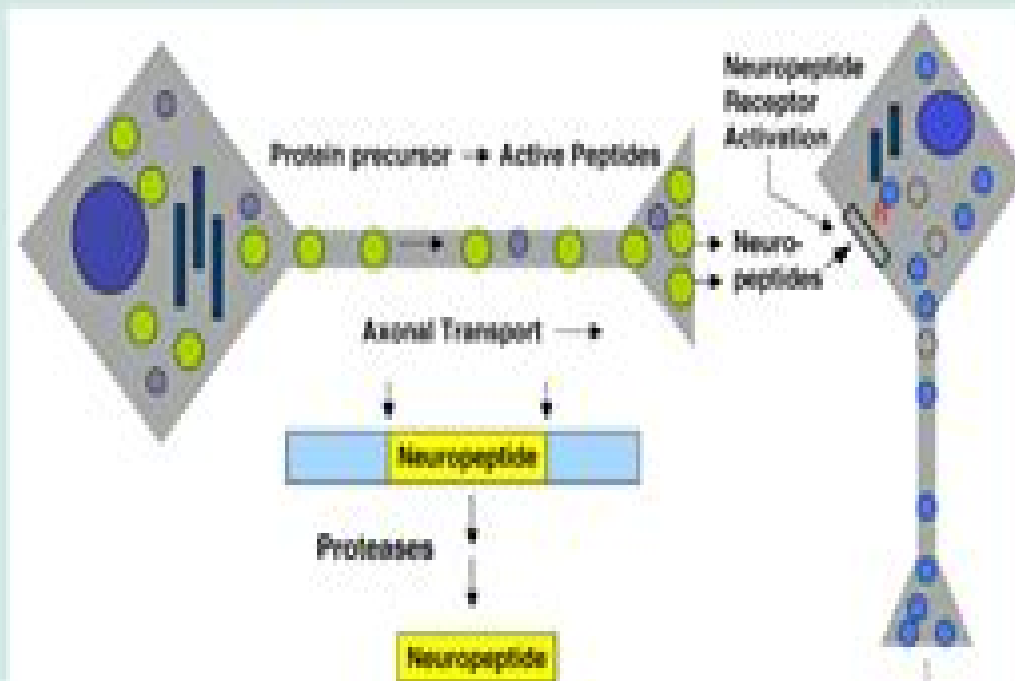 Neuropeptide
Receptor
Activation
Protein precursor → Active Peptides
Neuro-
peptides
Axonal Transport →
Neuropeptide
Proteases
Neuropeptide